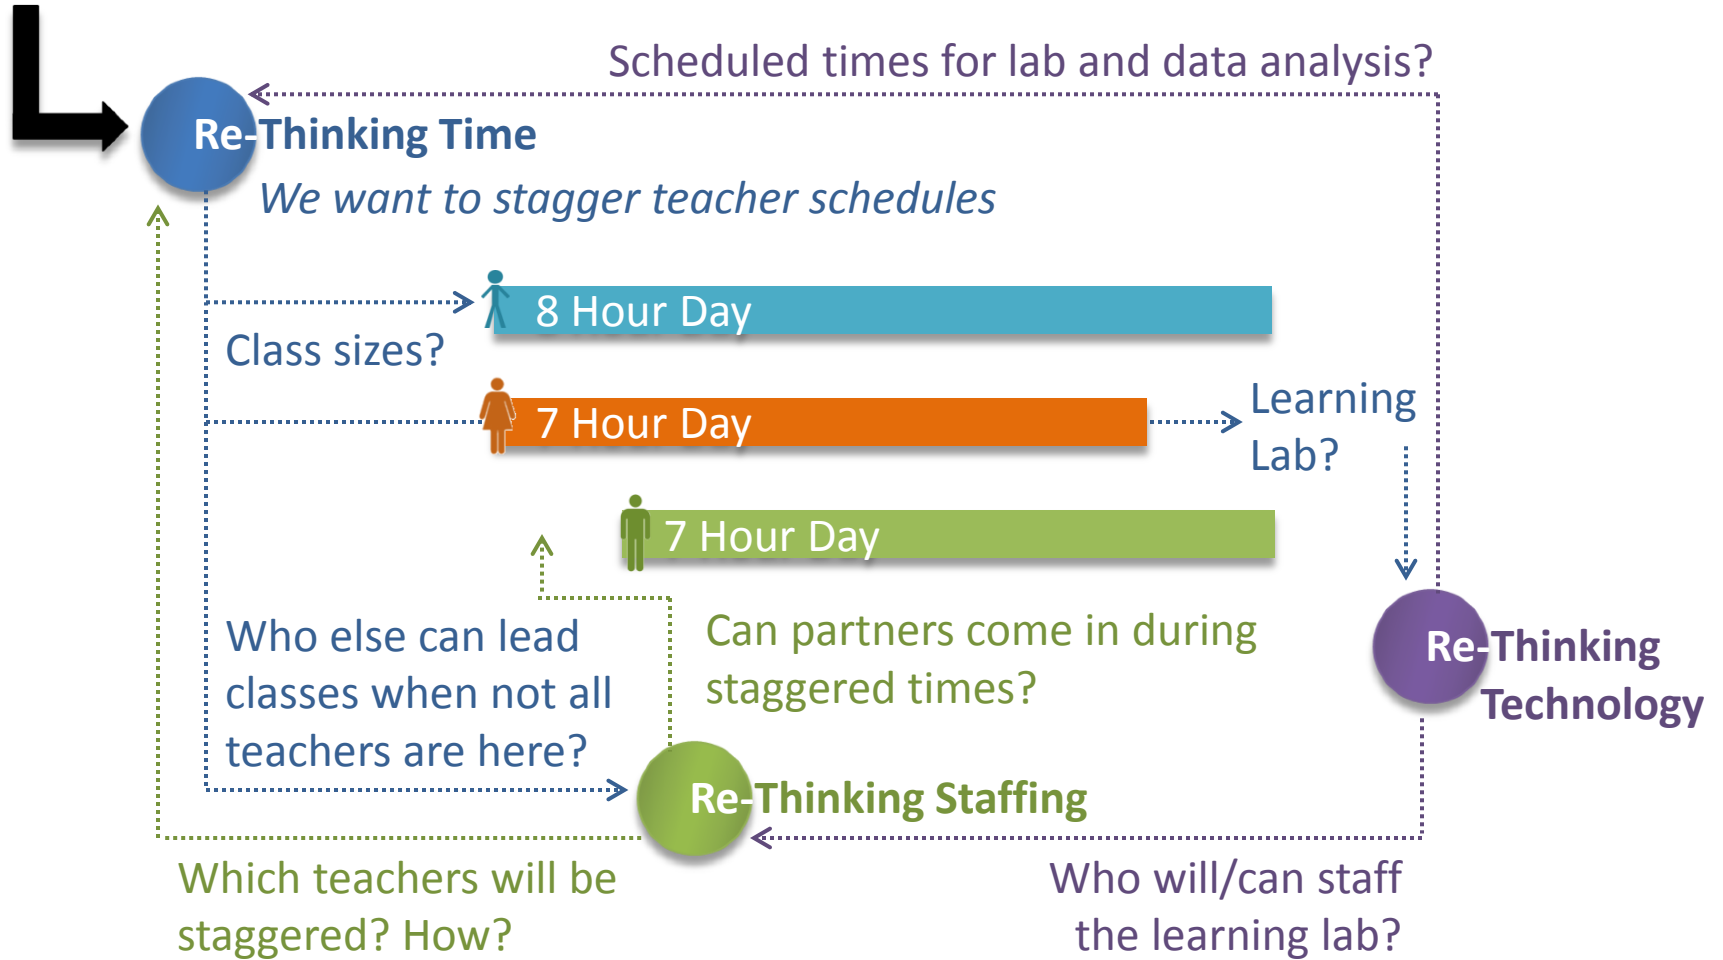 Scheduled times for lab and data analysis?
Re-Thinking Time
We want to stagger teacher schedules
8 Hour Day
Class sizes?
7 Hour Day
Learning
Lab?
7 Hour Day
Who else can lead
classes when not all
teachers are here?
Can partners come in during
staggered times?
Re-Thinking
Technology
Re-Thinking Staffing
Which teachers will be
staggered? How?
Who will/can staff
the learning lab?